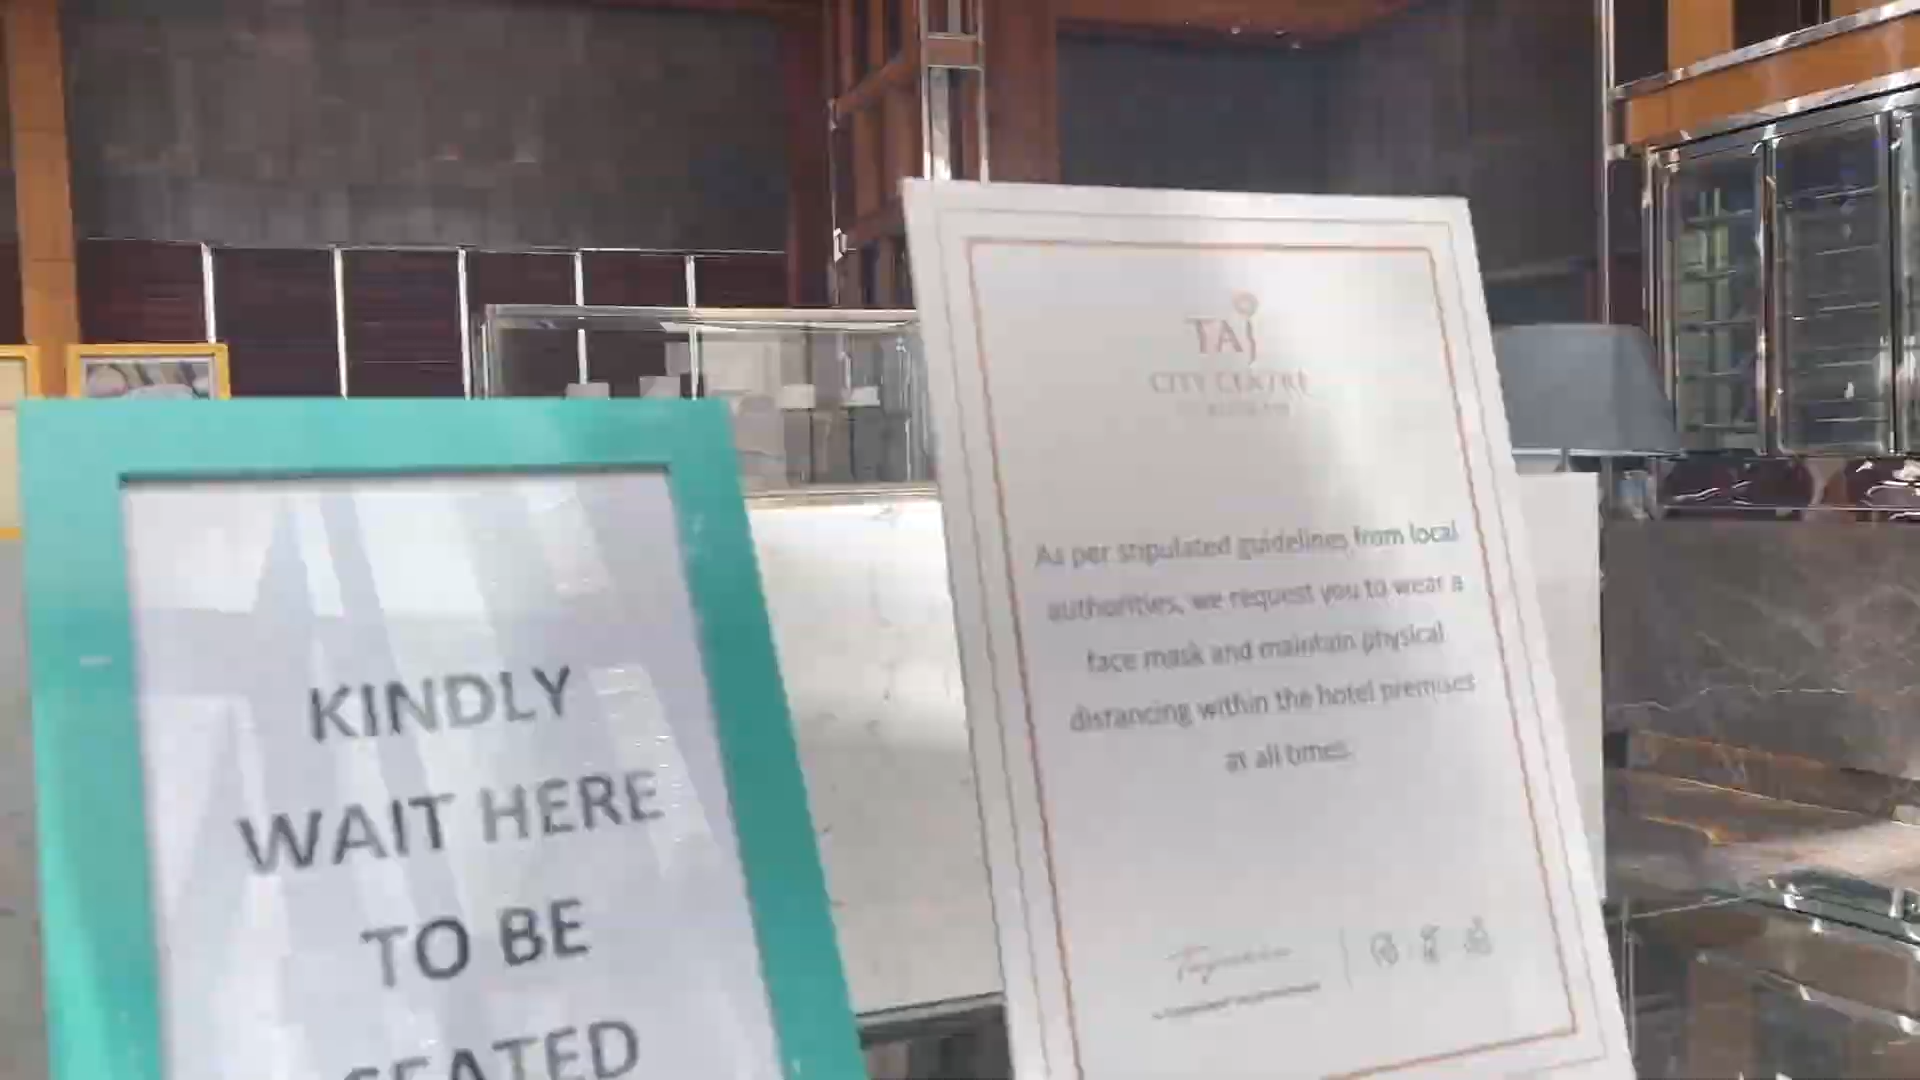 KINDLY
WAIT HERE
TO BE
SEATED
TAJ
CITY CENTRE
As per stipulated guidelines from local
authorities, we request you to wear a
face mask and maintain physical
distancing within the hotel premises
at all times.